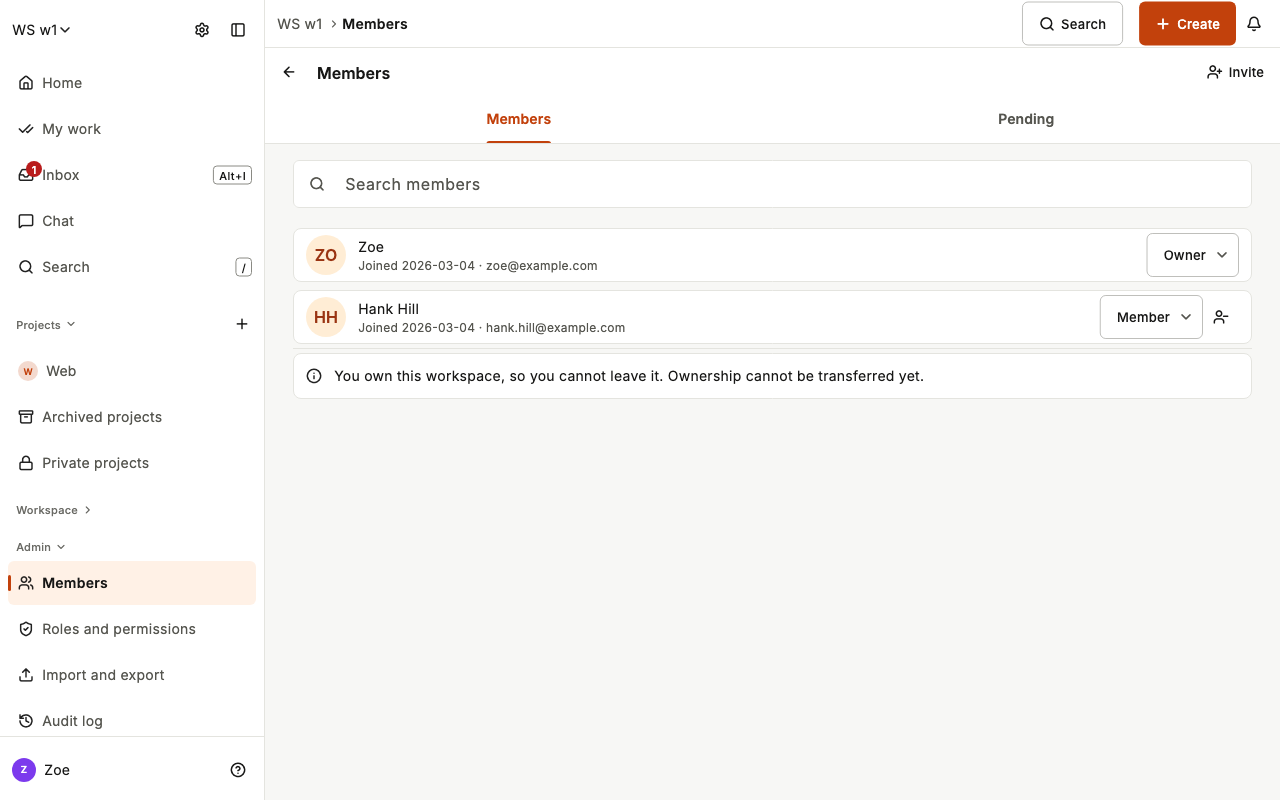 WS w1
Home
My work
1
Inbox
Alt+I
Chat
Search
/
Projects
W
Web
Archived projects
Private projects
Workspace
Admin
Members
Roles and permissions
Import and export
Audit log
Z
Zoe
WS w1 > Members
Search
Create
Members
Invite
Members
Pending
Search members
ZO
Zoe
Joined 2026-03-04 · zoe@example.com
Owner
HH
Hank Hill
Joined 2026-03-04 · hank.hill@example.com
Member
You own this workspace, so you cannot leave it. Ownership cannot be transferred yet.